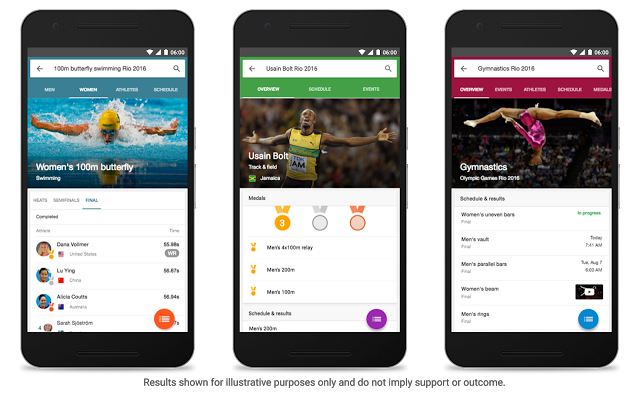 06:00
100m butterfly swimming Rio 2016
MEN WOMEN ATHLETES SCHEDULE
Women's 100m butterfly
Swimming
HEATS SEMIFINALS FINAL
Completed
Athlete Time
Dana Vollmer 55.98s
United States WR
Lu Ying 56.87s
China
Alicia Coutts 56.94s
Australia
4 Sarah Sjöström
06:00
Usain Bolt Rio 2016
OVERVIEW SCHEDULE EVENTS
Usain Bolt
Track & field
Jamaica
Medals
3
Men's 4x100m relay
Men's 200m
Men's 100m
Schedule & results
Men's 200m
06:00
Gymnastics Rio 2016
OVERVIEW EVENTS ATHLETES SCHEDULE MEDALS
Gymnastics
Olympic Games Rio 2016
Schedule & results
Women's uneven bars In progress
Final
Men's vault Today
Final 7:41 AM
Men's parallel bars Tue, Aug 7
Final 6:02 AM
Women's beam
Final
Men's rings
Final
Results shown for illustrative purposes only and do not imply support or outcome.